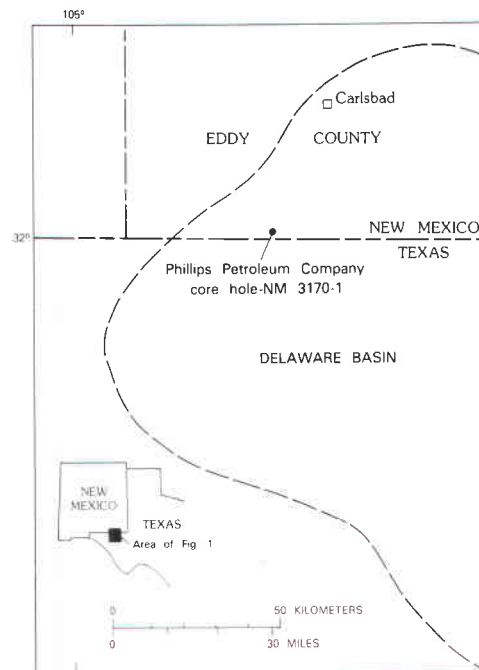 105°
Carlsbad
EDDY COUNTY
32°
NEW MEXICO
TEXAS
Phillips Petroleum Company
core hole-NM 3170-1
DELAWARE BASIN
NEW
MEXICO
TEXAS
Area of Fig 1
0 50 KILOMETERS
0 30 MILES